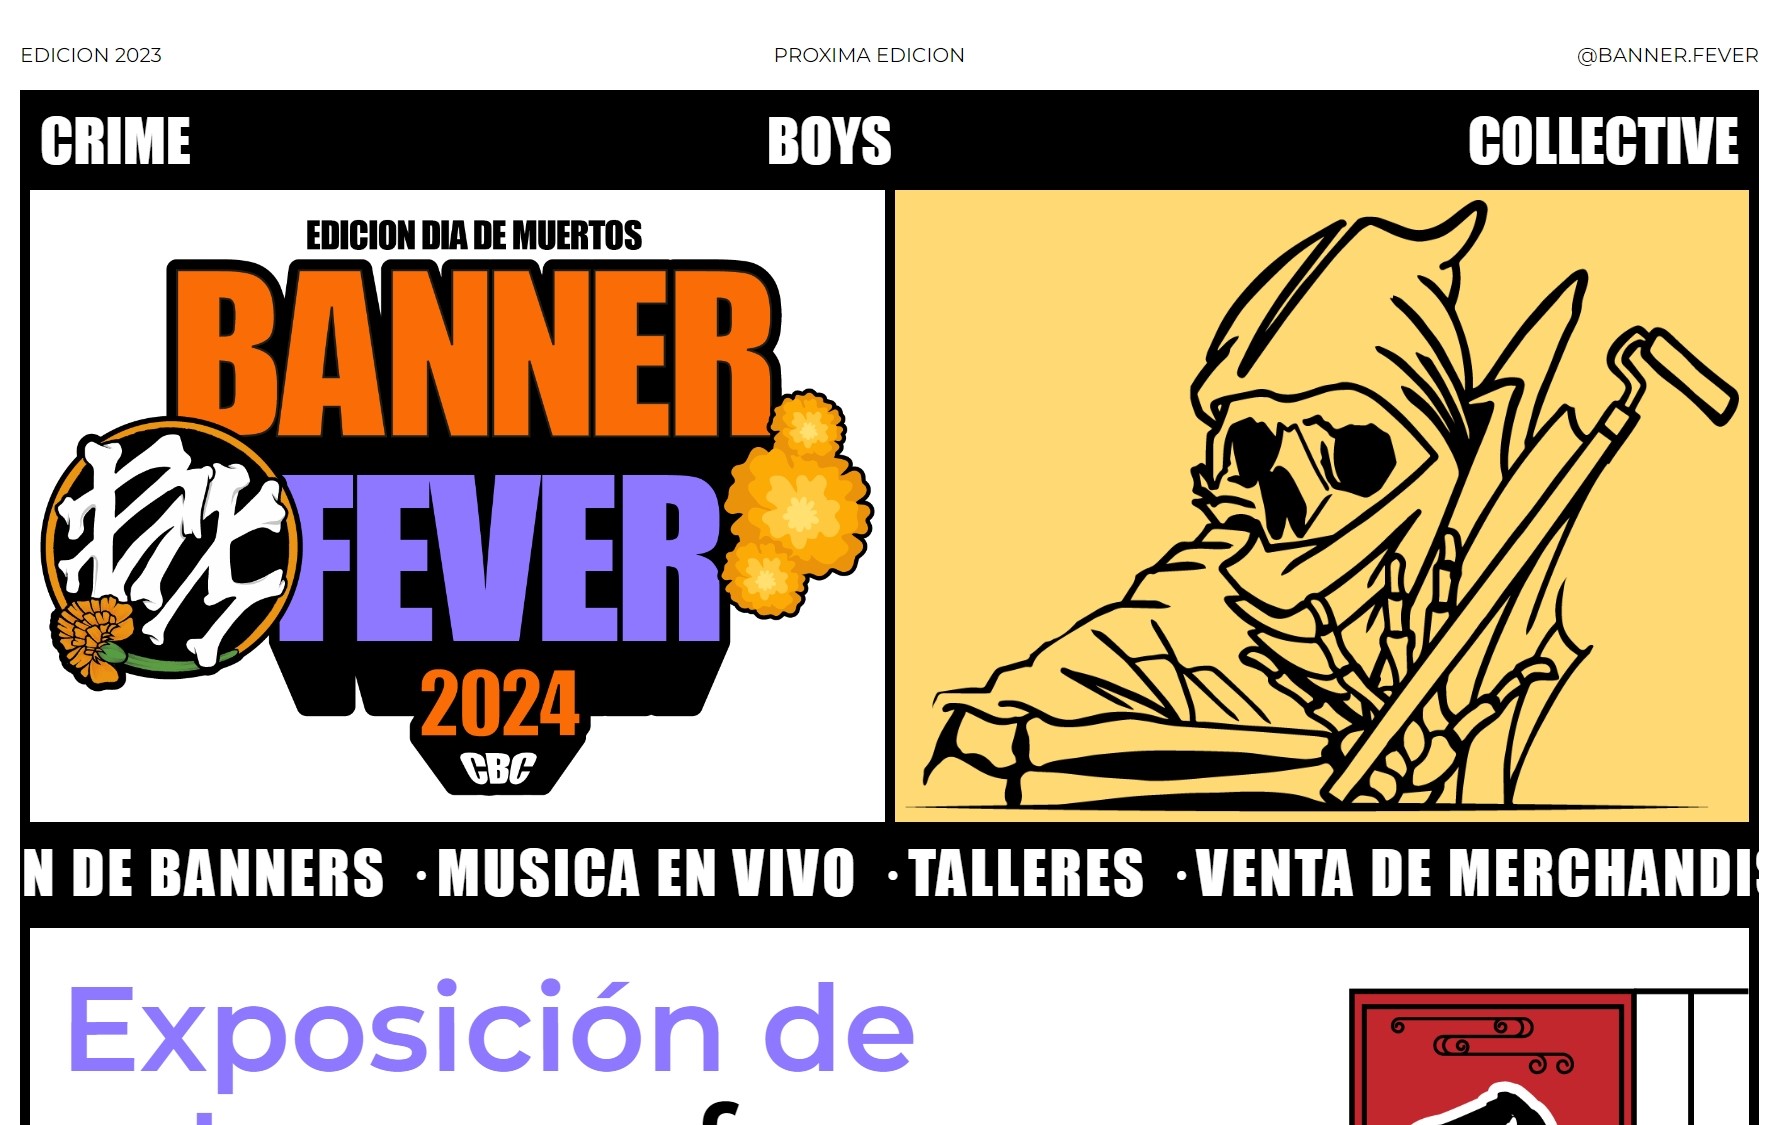 EDICION 2023
PROXIMA EDICION
@BANNER.FEVER
CRIME
BOYS
COLLECTIVE
EDICION DIA DE MUERTOS
BANNER
FEVER
2024
CBC
N DE BANNERS · MUSICA EN VIVO · TALLERES · VENTA DE MERCHANDIS
Exposición de